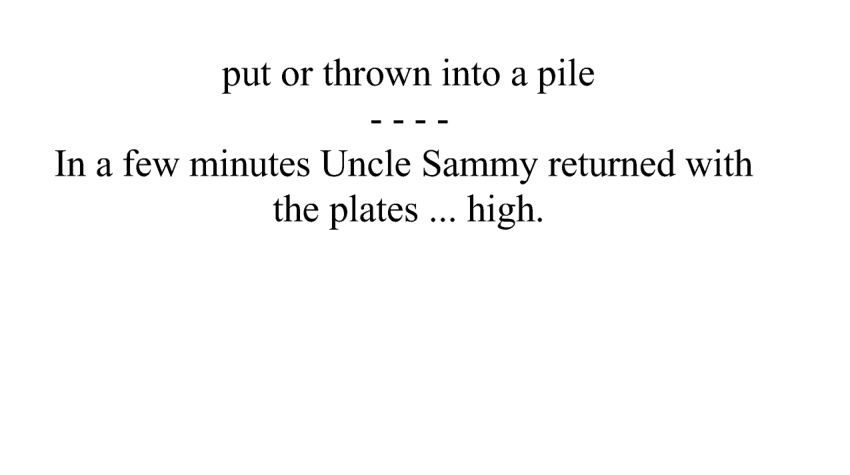 put or thrown into a pile
- - - -
In a few minutes Uncle Sammy returned with
the plates ... high.